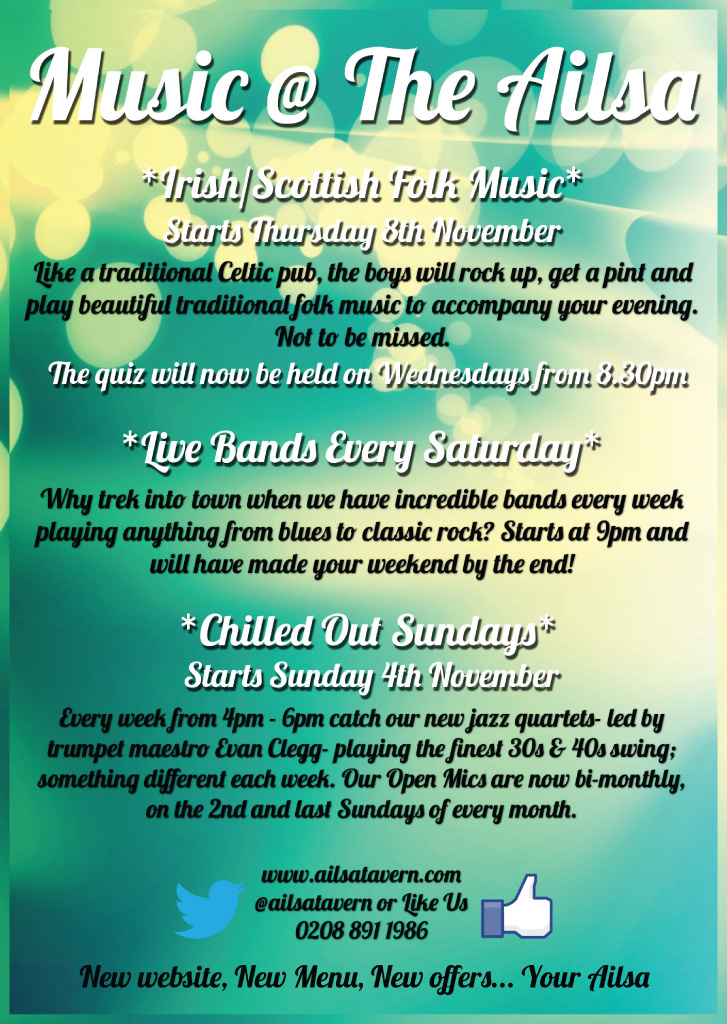 Music @ The Ailsa
*Irish/Scottish Folk Music*
Starts Thursday 8th November
Like a traditional Celtic pub, the boys will rock up, get a pint and
play beautiful traditional folk music to accompany your evening.
Not to be missed.
The quiz will now be held on Wednesdays from 8.30pm
*Live Bands Every Saturday*
Why trek into town when we have incredible bands every week
playing anything from blues to classic rock? Starts at 9pm and
will have made your weekend by the end!
*Chilled Out Sundays*
Starts Sunday 4th November
Every week from 4pm - 6pm catch our new jazz quartets- led by
trumpet maestro Evan Clegg- playing the finest 30s & 40s swing;
something different each week. Our Open Mics are now bi-monthly,
on the 2nd and last Sundays of every month.
www.ailsatavern.com
@ailsatavern or Like Us
0208 891 1986
New website, New Menu, New offers... Your Ailsa